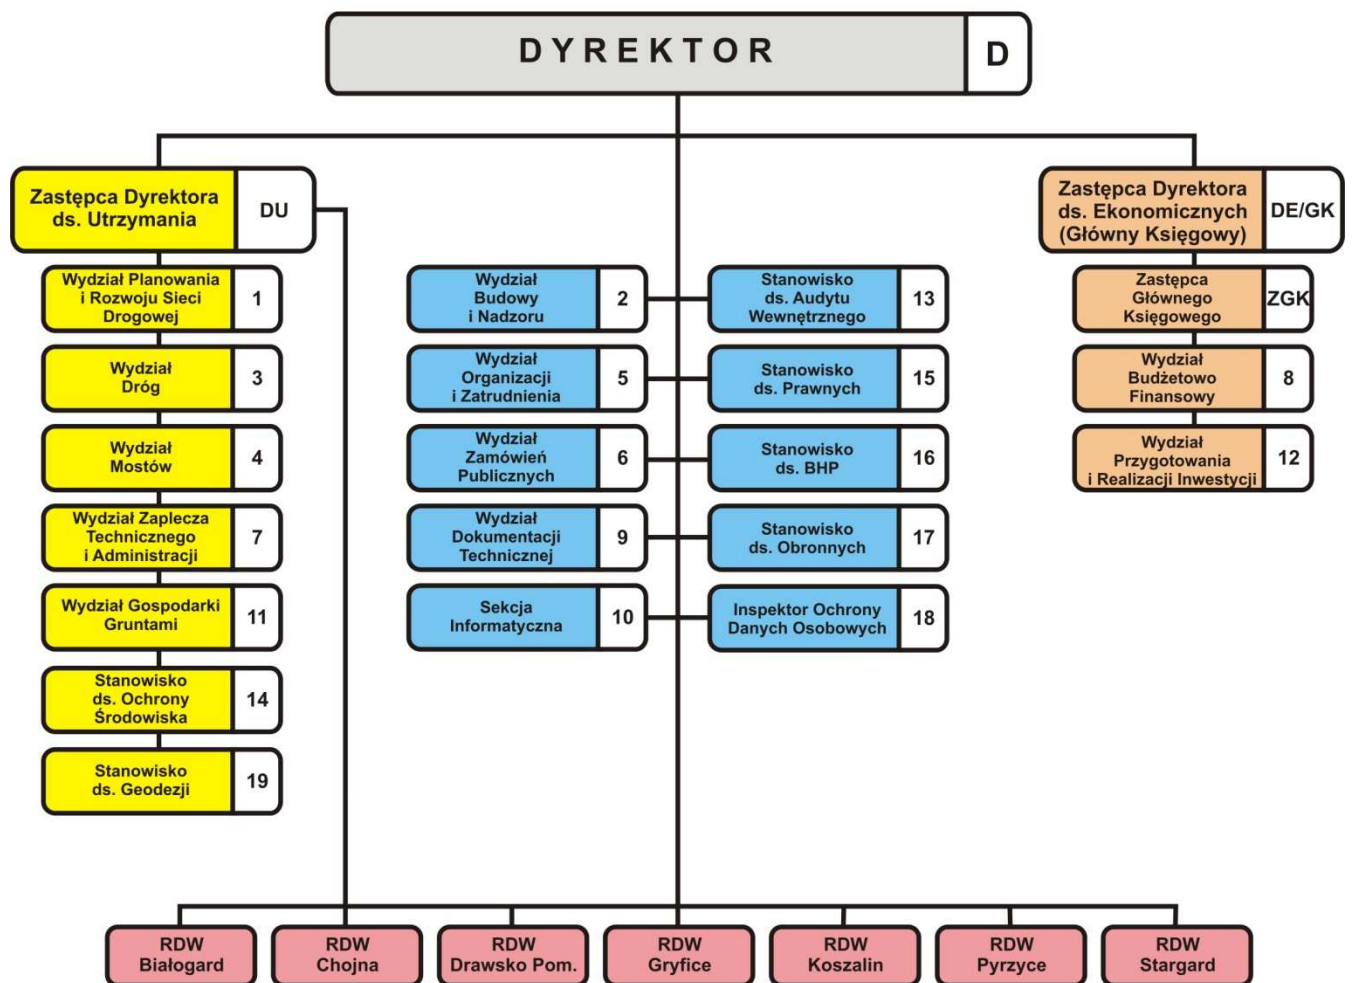 DYREKTOR
D
Zastępca Dyrektora
ds. Utrzymania
DU
Wydział Planowania
i Rozwoju Sieci
Drogowej
1
Wydział
Dróg
3
Wydział
Mostów
4
Wydział Zaplecza
Technicznego
i Administracji
7
Wydział Gospodarki
Gruntami
11
Stanowisko
ds. Ochrony
Środowiska
14
Stanowisko
ds. Geodezji
19
Wydział
Budowy
i Nadzoru
2
Wydział
Organizacji
i Zatrudnienia
5
Wydział
Zamówień
Publicznych
6
Wydział
Dokumentacji
Technicznej
9
Sekcja
Informatyczna
10
Stanowisko
ds. Audytu
Wewnętrznego
13
Stanowisko
ds. Prawnych
15
Stanowisko
ds. BHP
16
Stanowisko
ds. Obronnych
17
Inspektor Ochrony
Danych Osobowych
18
Zastępca Dyrektora
ds. Ekonomicznych
(Główny Księgowy)
DE/GK
Zastępca
Głównego
Księgowego
ZGK
Wydział
Budżetowo
Finansowy
8
Wydział
Przygotowania
i Realizacji Inwestycji
12
RDW
Białogard
RDW
Chojna
RDW
Drawsko Pom.
RDW
Gryfice
RDW
Koszalin
RDW
Pyrzyce
RDW
Stargard